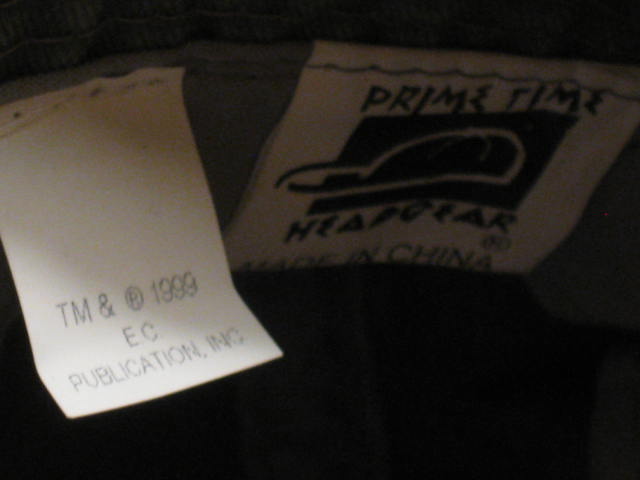 TM & ® 1999
E.C.
PUBLICATION, INC
PRIME TIME
HEADGEAR
®
MADE IN CHINA